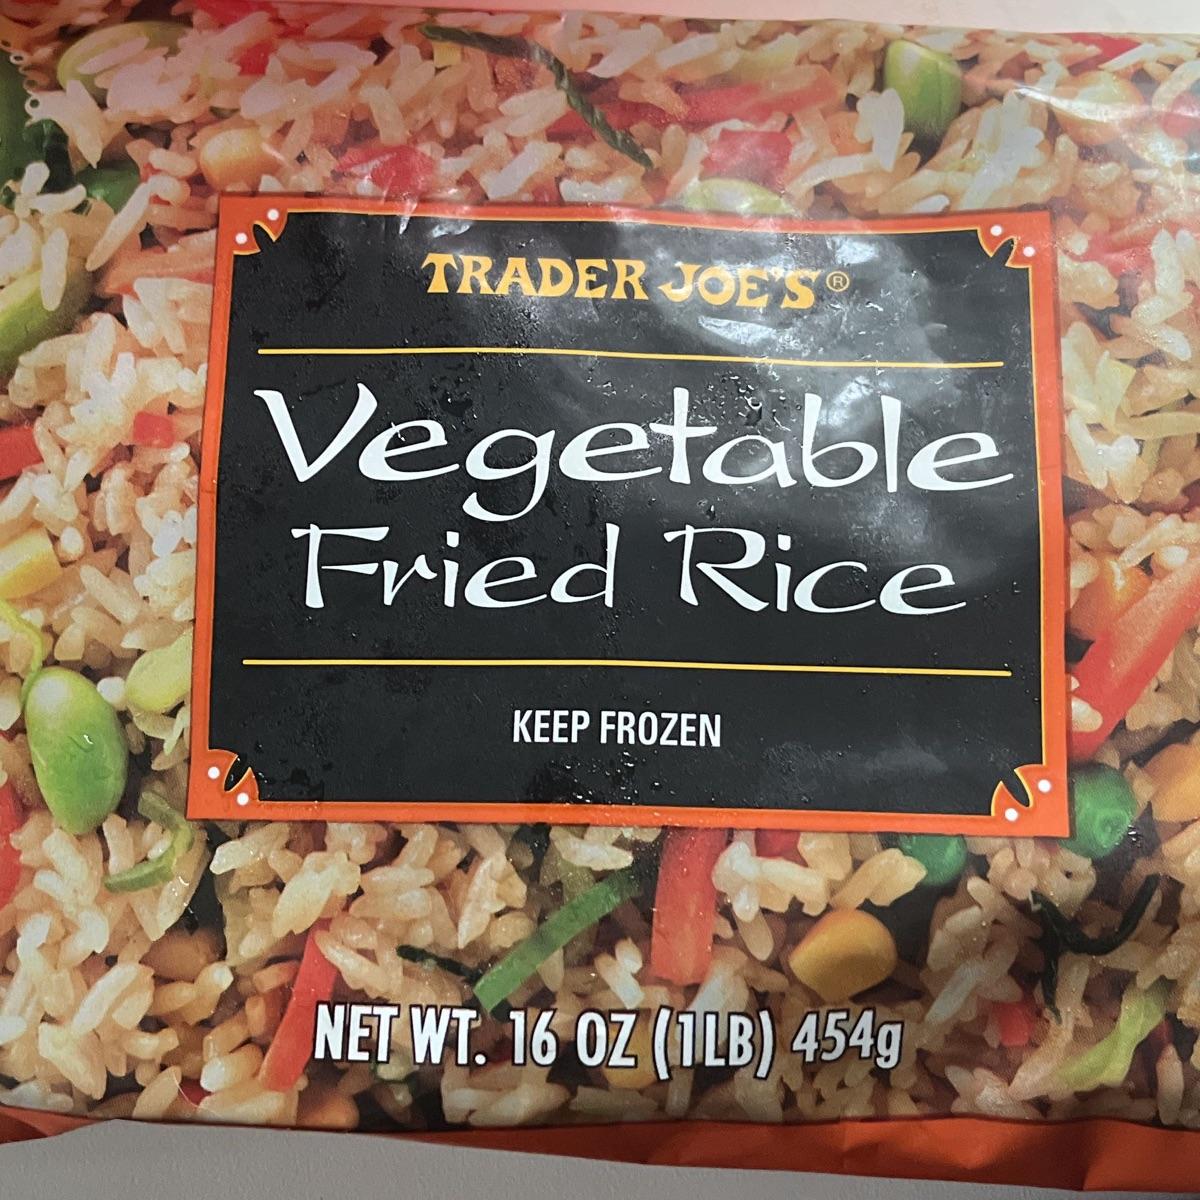 TRADER JOE'S®
Vegetable
Fried Rice
KEEP FROZEN
NET WT. 16 OZ (1LB) 454g